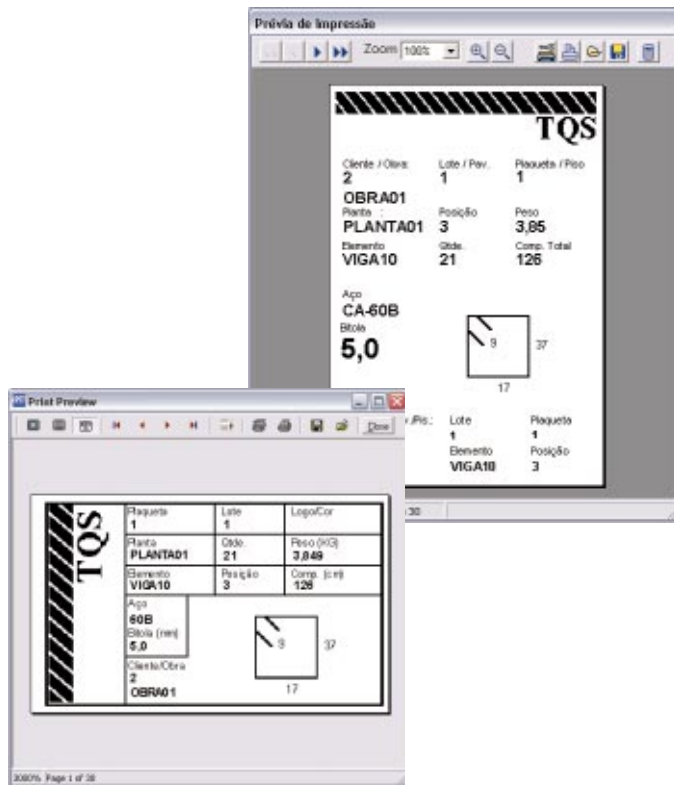 Prévia de Impressão
Zoom 100%
TQS
Cliente / Obra: Lote / Pav. Plaqueta / Piso
2 1 1
OBRA01
Planta : Posição Peso
PLANTA01 3 3,85
Elemento Qtde. Comp. Total
VIGA10 21 126
Aço
CA-60B
Bitola
5,0
9 37
17
/Pis.: Lote Plaqueta
1 1
Elemento Posição
VIGA10 3
30
Print Preview
Close
TQS
Plaqueta Lote Logo/Cor
1 1
Planta Qtde. Peso (KG)
PLANTA01 21 3,849
Elemento Posição Comp. (cm)
VIGA10 3 126
Aço
60B
Bitola (mm)
5,0
9 37
Cliente/Obra
2 17
OBRA01
Page 1 of 30